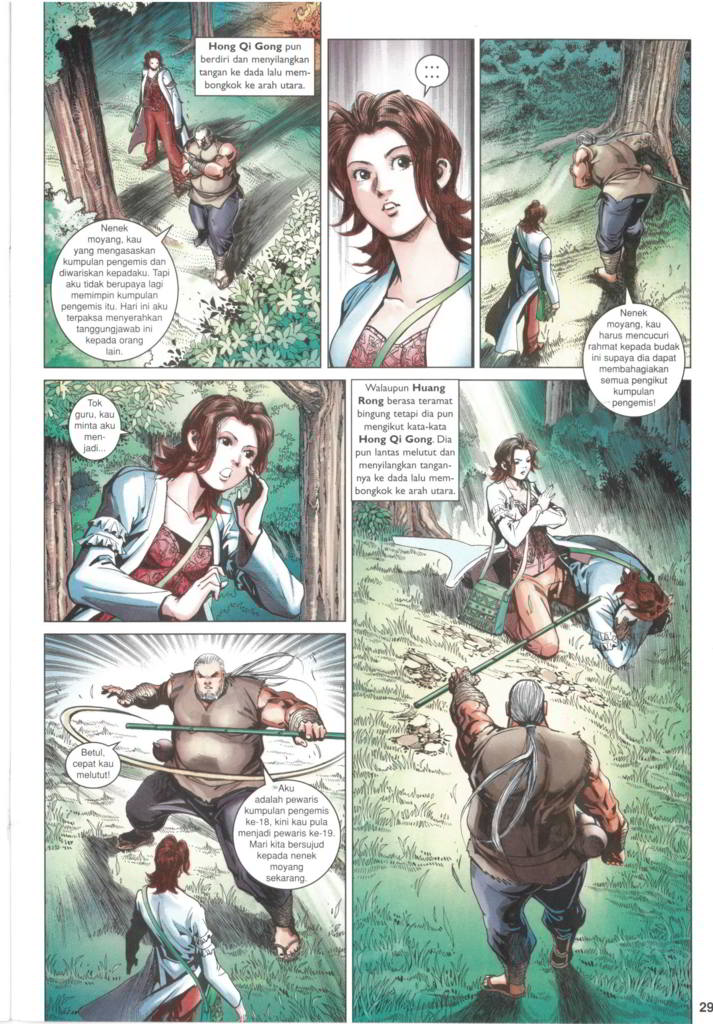 Hong Qi Gong pun
berdiri dan menyilangkan
tangan ke dada lalu mem-
bongkok ke arah utara.
Nenek
moyang, kau
yang mengasaskan
kumpulan pengemis dan
diwariskan kepadaku. Tapi
aku tidak berupaya lagi
memimpin kumpulan
pengemis itu. Hari ini aku
terpaksa menyerahkan
tanggungjawab ini
kepada orang
lain.
...
...
Nenek
moyang, kau
harus mencucuri
rahmat kepada budak
ini supaya dia dapat
membahagiakan
semua pengikut
kumpulan
pengemis!
Tok
guru, kau
minta aku
men-
jadi...
Walaupun Huang
Rong berasa teramat
bingung tetapi dia pun
mengikut kata-kata
Hong Qi Gong. Dia
pun lantas melutut dan
menyilangkan tangan-
nya ke dada lalu mem-
bongkok ke arah utara.
Betul,
cepat kau
melutut!
Aku
adalah pewaris
kumpulan pengemis
ke-18, kini kau pula
menjadi pewaris ke-19.
Mari kita bersujud
kepada nenek
moyang
sekarang.
29